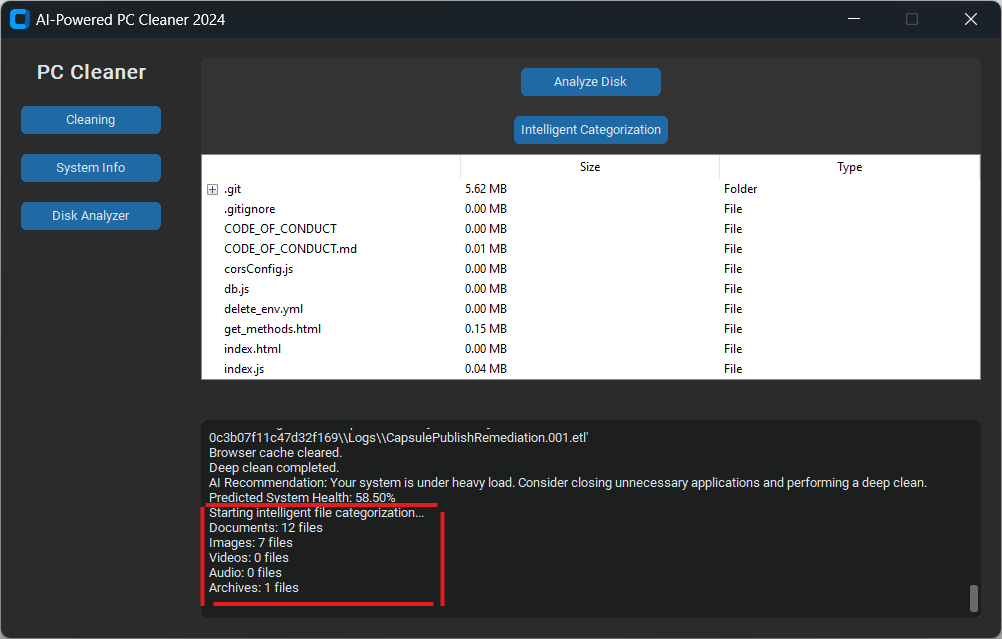 AI-Powered PC Cleaner 2024
PC Cleaner
Cleaning
System Info
Disk Analyzer
Analyze Disk
Intelligent Categorization
Size Type
.git 5.62 MB Folder
.gitignore 0.00 MB File
CODE_OF_CONDUCT 0.00 MB File
CODE_OF_CONDUCT.md 0.01 MB File
corsConfig.js 0.00 MB File
db.js 0.00 MB File
delete_env.yml 0.00 MB File
get_methods.html 0.15 MB File
index.html 0.00 MB File
index.js 0.04 MB File
0c3b07f11c47d32f169\\Logs\\CapsulePublishRemediation.001.etl'
Browser cache cleared.
Deep clean completed.
AI Recommendation: Your system is under heavy load. Consider closing unnecessary applications and performing a deep clean.
Predicted System Health: 58.50%
Starting intelligent file categorization...
Documents: 12 files
Images: 7 files
Videos: 0 files
Audio: 0 files
Archives: 1 files